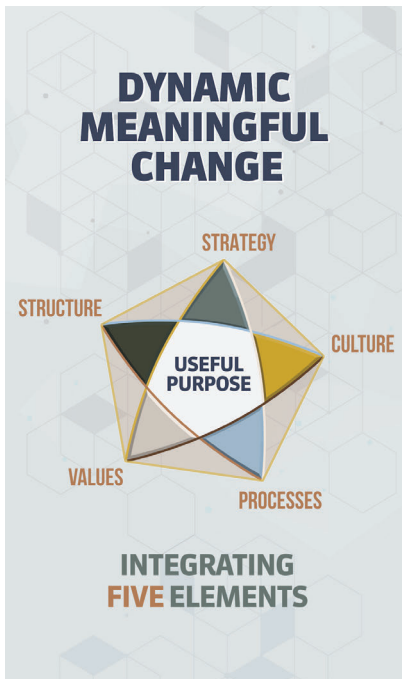 DYNAMIC
MEANINGFUL
CHANGE
STRATEGY
STRUCTURE
CULTURE
USEFUL
PURPOSE
VALUES
PROCESSES
INTEGRATING
FIVE ELEMENTS